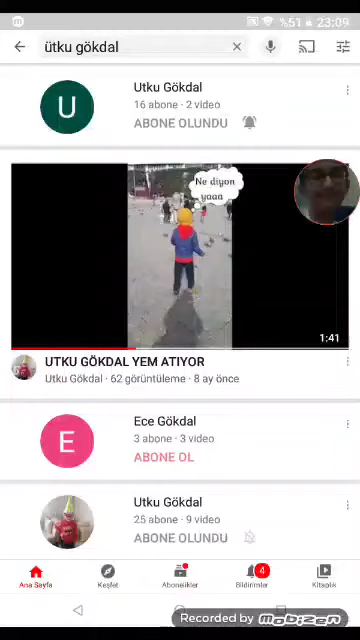 %51 23:09
ütku gökdal
U
Utku Gökdal
16 abone · 2 video
ABONE OLUNDU
Ne diyon
yaaa
1:41
UTKU GÖKDAL YEM ATIYOR
Utku Gökdal · 62 görüntüleme · 8 ay önce
E
Ece Gökdal
3 abone · 3 video
ABONE OL
Utku Gökdal
25 abone · 9 video
ABONE OLUNDU
4
Ana Sayfa
Keşfet
Abonelikler
Bildirimler
Kitaplık
Recorded by mobizen